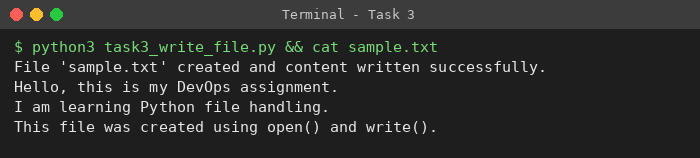 Terminal - Task 3
$ python3 task3_write_file.py && cat sample.txt
File 'sample.txt' created and content written successfully.
Hello, this is my DevOps assignment.
I am learning Python file handling.
This file was created using open() and write().